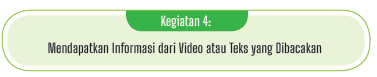 Kegiatan 4:
Mendapatkan Informasi dari Video atau Teks yang Dibacakan